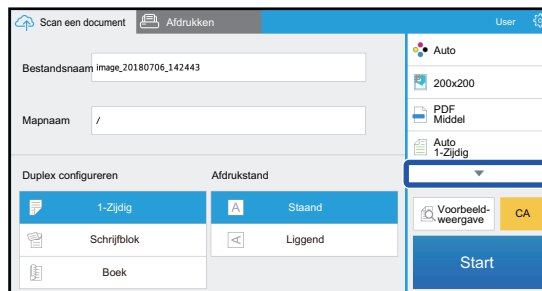 Scan een document
Afdrukken
User
Bestandsnaam
image_20180706_142443
Mapnaam
/
Duplex configureren
1-Zijdig
Schrijfblok
Boek
Afdrukstand
A Staand
A Liggend
Auto
200x200
PDF
Middel
Auto
1-Zijdig
Voorbeeld-
weergave
CA
Start